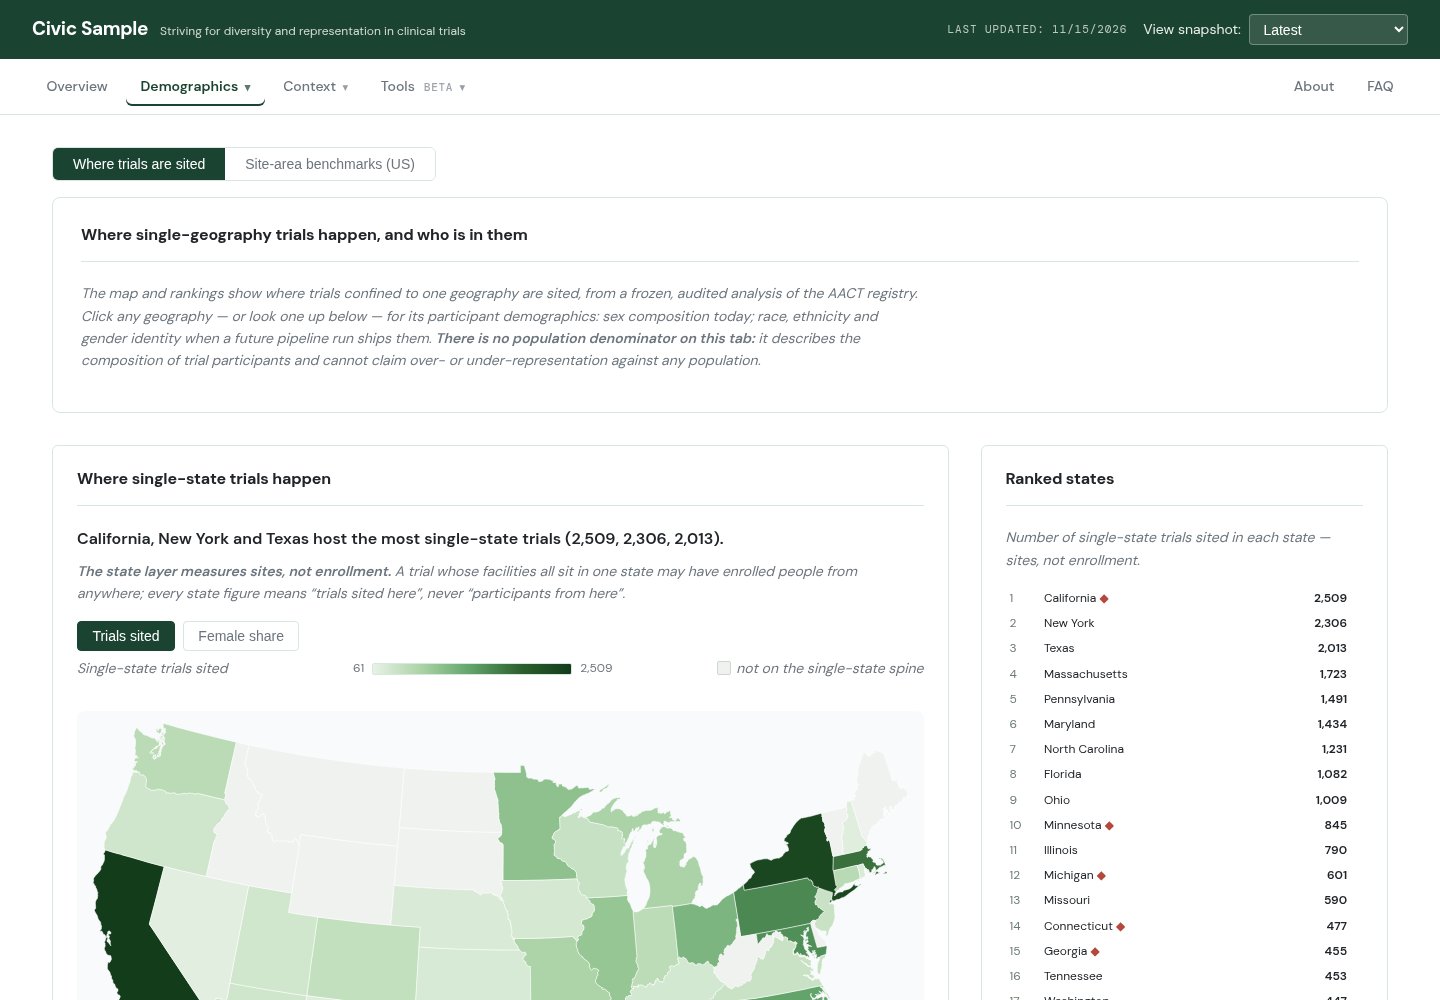 Civic Sample Striving for diversity and representation in clinical trials LAST UPDATED: 11/15/2026 View snapshot: Latest
Overview Demographics ▾ Context ▾ Tools BETA ▾ About FAQ
Where trials are sited Site-area benchmarks (US)
Where single-geography trials happen, and who is in them
The map and rankings show where trials confined to one geography are sited, from a frozen, audited analysis of the AACT registry.
Click any geography — or look one up below — for its participant demographics: sex composition today; race, ethnicity and
gender identity when a future pipeline run ships them. There is no population denominator on this tab: it describes the
composition of trial participants and cannot claim over- or under-representation against any population.
Where single-state trials happen
California, New York and Texas host the most single-state trials (2,509, 2,306, 2,013).
The state layer measures sites, not enrollment. A trial whose facilities all sit in one state may have enrolled people from
anywhere; every state figure means “trials sited here”, never “participants from here”.
Trials sited Female share
Single-state trials sited 61 2,509 not on the single-state spine
Ranked states
Number of single-state trials sited in each state —
sites, not enrollment.
1 California ◆ 2,509
2 New York 2,306
3 Texas 2,013
4 Massachusetts 1,723
5 Pennsylvania 1,491
6 Maryland 1,434
7 North Carolina 1,231
8 Florida 1,082
9 Ohio 1,009
10 Minnesota ◆ 845
11 Illinois 790
12 Michigan ◆ 601
13 Missouri 590
14 Connecticut ◆ 477
15 Georgia ◆ 455
16 Tennessee 453
17 Washington 447